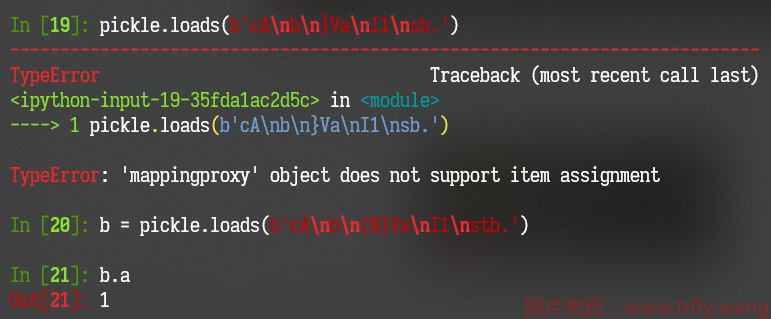 In [19]: pickle.loads(b'cA\nb\n}Va\nI1\nsb.')
---------------------------------------------------------------------------
TypeError                                 Traceback (most recent call last)
<ipython-input-19-35fda1ac2d5c> in <module>
----> 1 pickle.loads(b'cA\nb\n}Va\nI1\nsb.')
TypeError: 'mappingproxy' object does not support item assignment
In [20]: b = pickle.loads(b'cA\nb\n(N}Va\nI1\nstb.')
In [21]: b.a
Out[21]: 1
图片来自：www.tr0y.wang